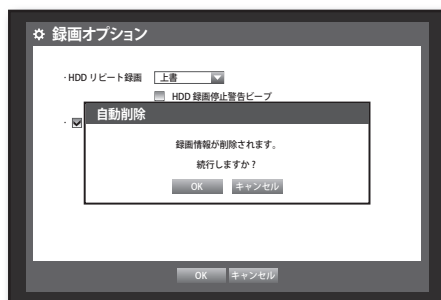 録画オプション
・HDD リピート録画 上書
HDD 録画停止警告ビープ
・
自動削除
録画情報が削除されます。
続行しますか？
OK キャンセル
OK キャンセル